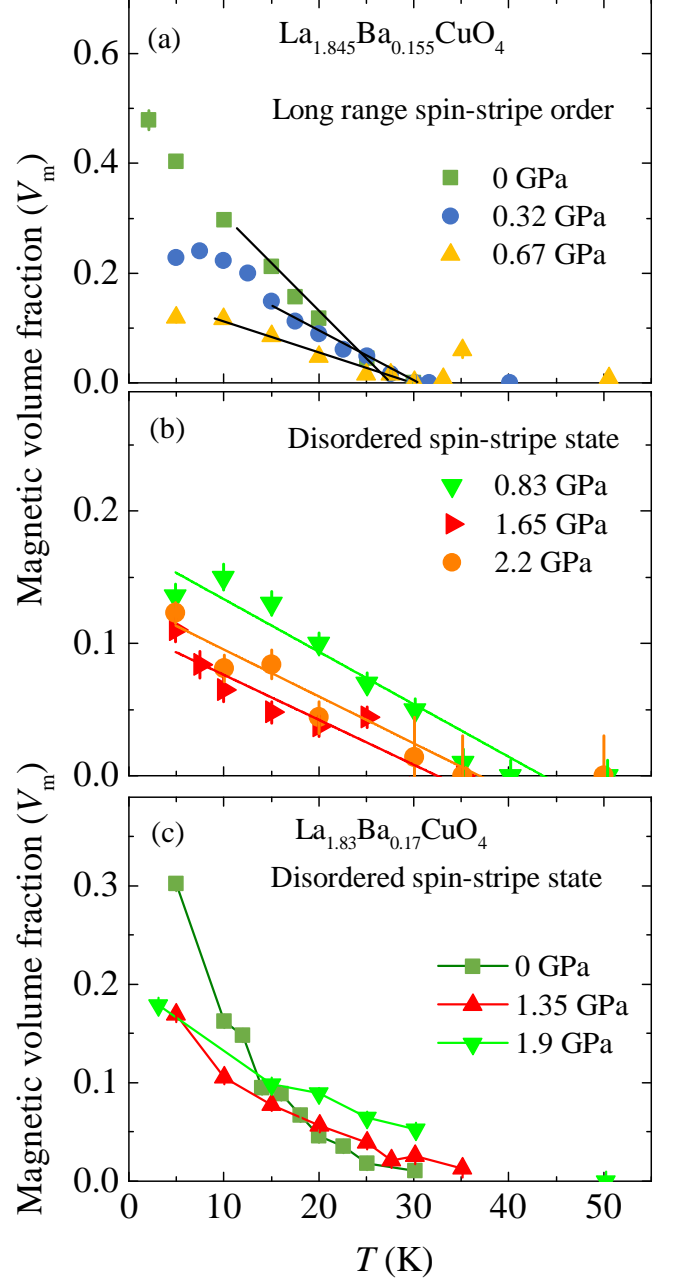 (a) La1.845Ba0.155CuO4
0.6
Long range spin-stripe order
0.4
0 GPa
0.32 GPa
0.2
0.67 GPa
0.0
Magnetic volume fraction (Vm)
(b)
Disordered spin-stripe state
0.83 GPa
0.2
1.65 GPa
2.2 GPa
0.1
0.0
(c) La1.83Ba0.17CuO4
Disordered spin-stripe state
0.3
0 GPa
0.2
1.35 GPa
1.9 GPa
0.1
0.0
Magnetic volume fraction (Vm)
0 10 20 30 40 50
T (K)